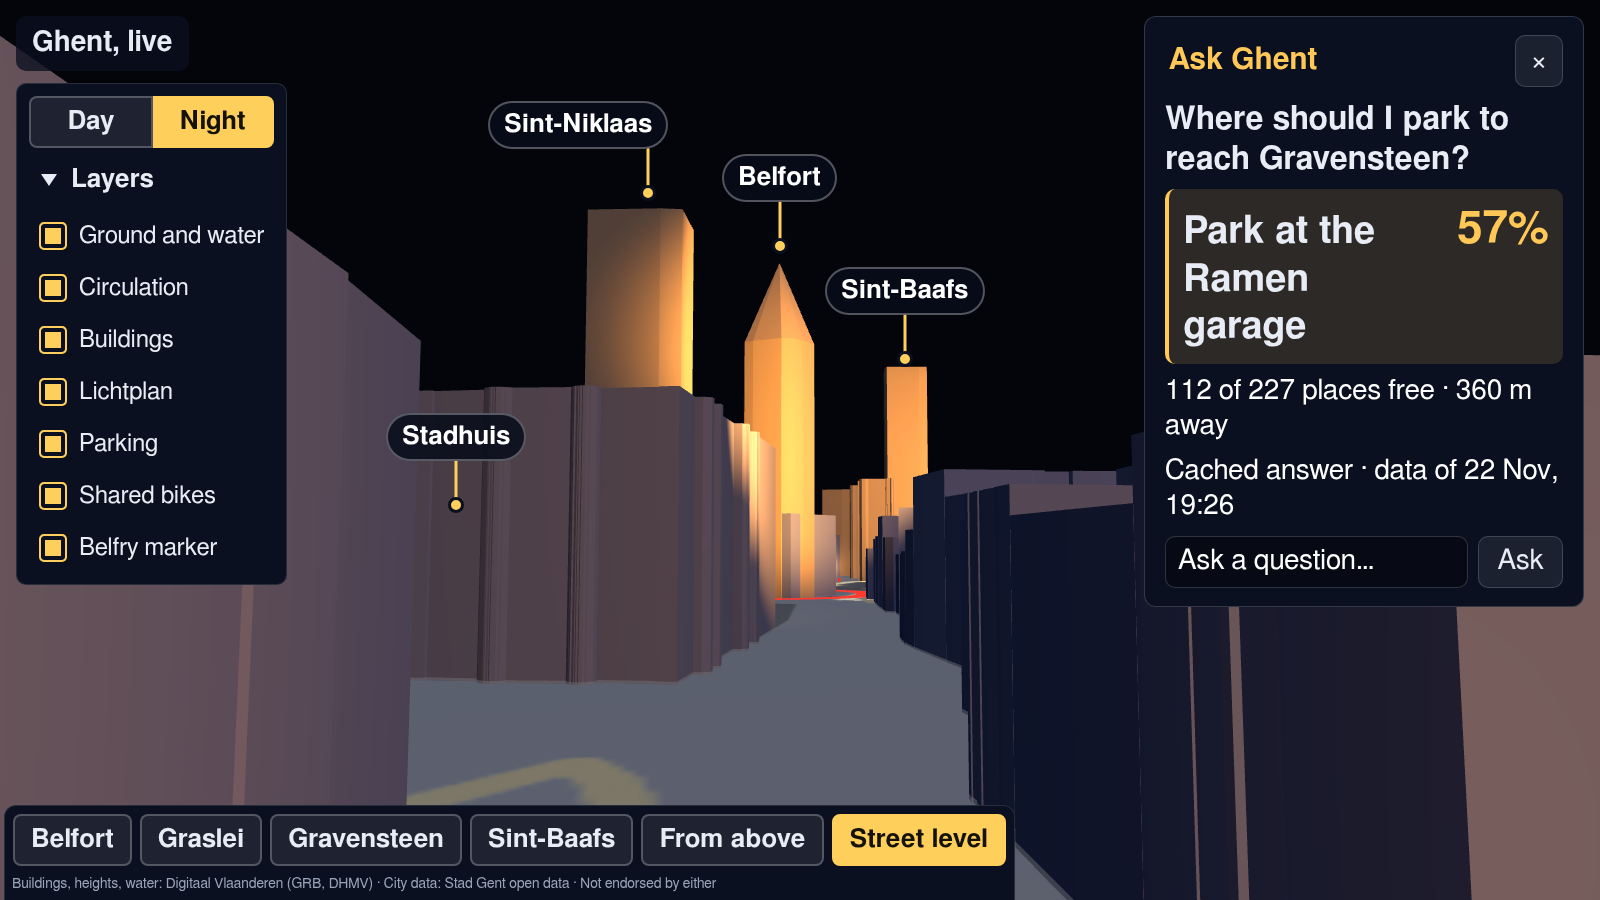 Ghent, live
Day
Night
Layers
Ground and water
Circulation
Buildings
Lichtplan
Parking
Shared bikes
Belfry marker
Sint-Niklaas
Belfort
Sint-Baafs
Stadhuis
Ask Ghent
×
Where should I park to
reach Gravensteen?
Park at the
Ramen
garage
57%
112 of 227 places free · 360 m
away
Cached answer · data of 22 Nov,
19:26
Ask a question...
Ask
Belfort
Graslei
Gravensteen
Sint-Baafs
From above
Street level
Buildings, heights, water: Digitaal Vlaanderen (GRB, DHMV) · City data: Stad Gent open data · Not endorsed by either